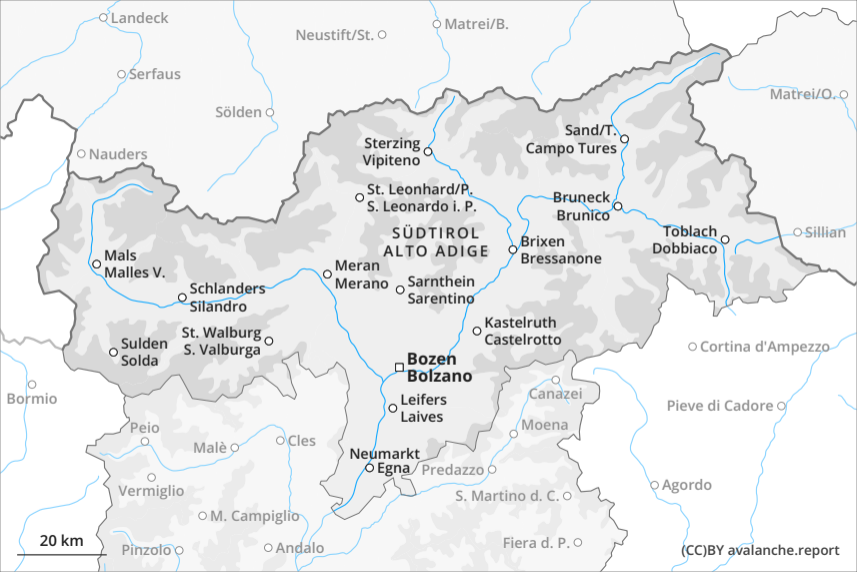 Landeck
Matrei/B.
Neustift/St.
Serfaus
Matrei/O.
Sölden
Sand/T.
Campo Tures
Sterzing
Vipiteno
Nauders
St. Leonhard/P.
S. Leonardo i. P.
Bruneck
Brunico
SÜDTIROL
ALTO ADIGE
Toblach
Dobbiaco
Sillian
Brixen
Bressanone
Mals
Malles V.
Meran
Merano
Sarnthein
Sarentino
Schlanders
Silandro
Kastelruth
Castelrotto
St. Walburg
S. Valburga
Sulden
Solda
Cortina d'Ampezzo
Bozen
Bolzano
Bormio
Canazei
Leifers
Laives
Pieve di Cadore
Peio
Moena
Malè
Cles
Neumarkt
Egna
Predazzo
Vermiglio
Agordo
S. Martino d. C.
M. Campiglio
20 km
Pinzolo
Andalo
Fiera d. P.
(CC)BY avalanche.report